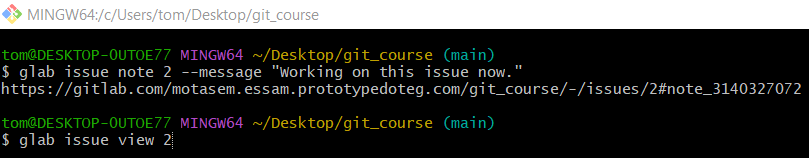 MINGW64:/c/Users/tom/Desktop/git_course
tom@DESKTOP-OUTOE77 MINGW64 ~/Desktop/git_course (main)
$ glab issue note 2 --message "Working on this issue now."
https://gitlab.com/motasem.essam.prototypedoteg.com/git_course/-/issues/2#note_3140327072
tom@DESKTOP-OUTOE77 MINGW64 ~/Desktop/git_course (main)
$ glab issue view 2